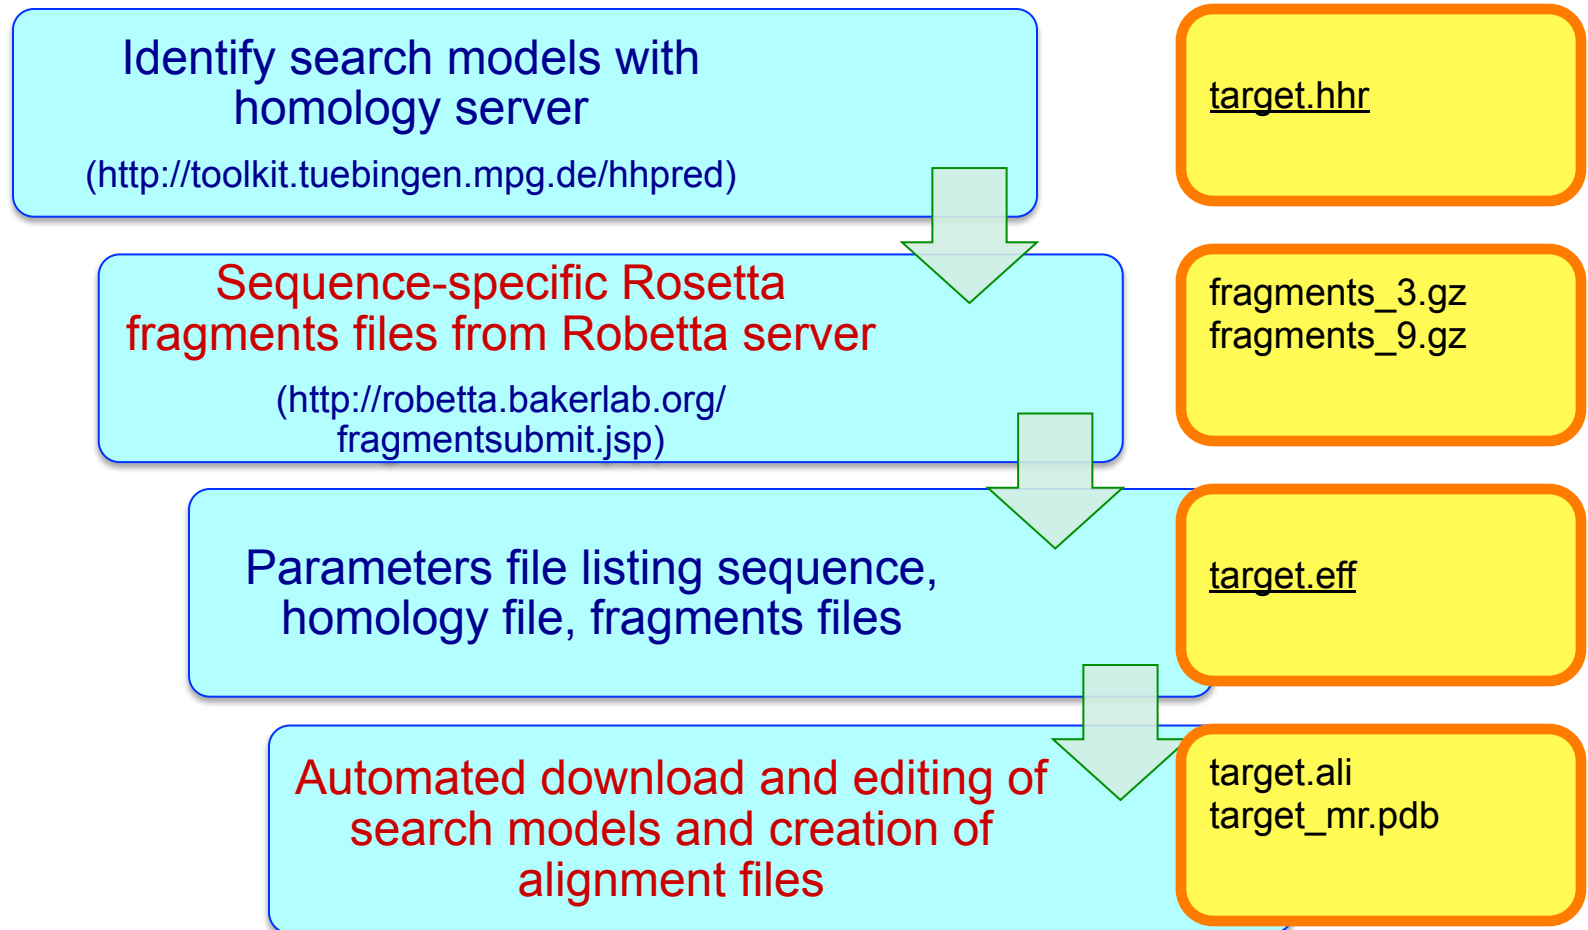 Identify search models with
homology server
(http://toolkit.tuebingen.mpg.de/hhpred)
target.hhr
Sequence-specific Rosetta
fragments files from Robetta server
(http://robetta.bakerlab.org/
fragmentsubmit.jsp)
fragments_3.gz
fragments_9.gz
Parameters file listing sequence,
homology file, fragments files
target.eff
Automated download and editing of
search models and creation of
alignment files
target.ali
target_mr.pdb